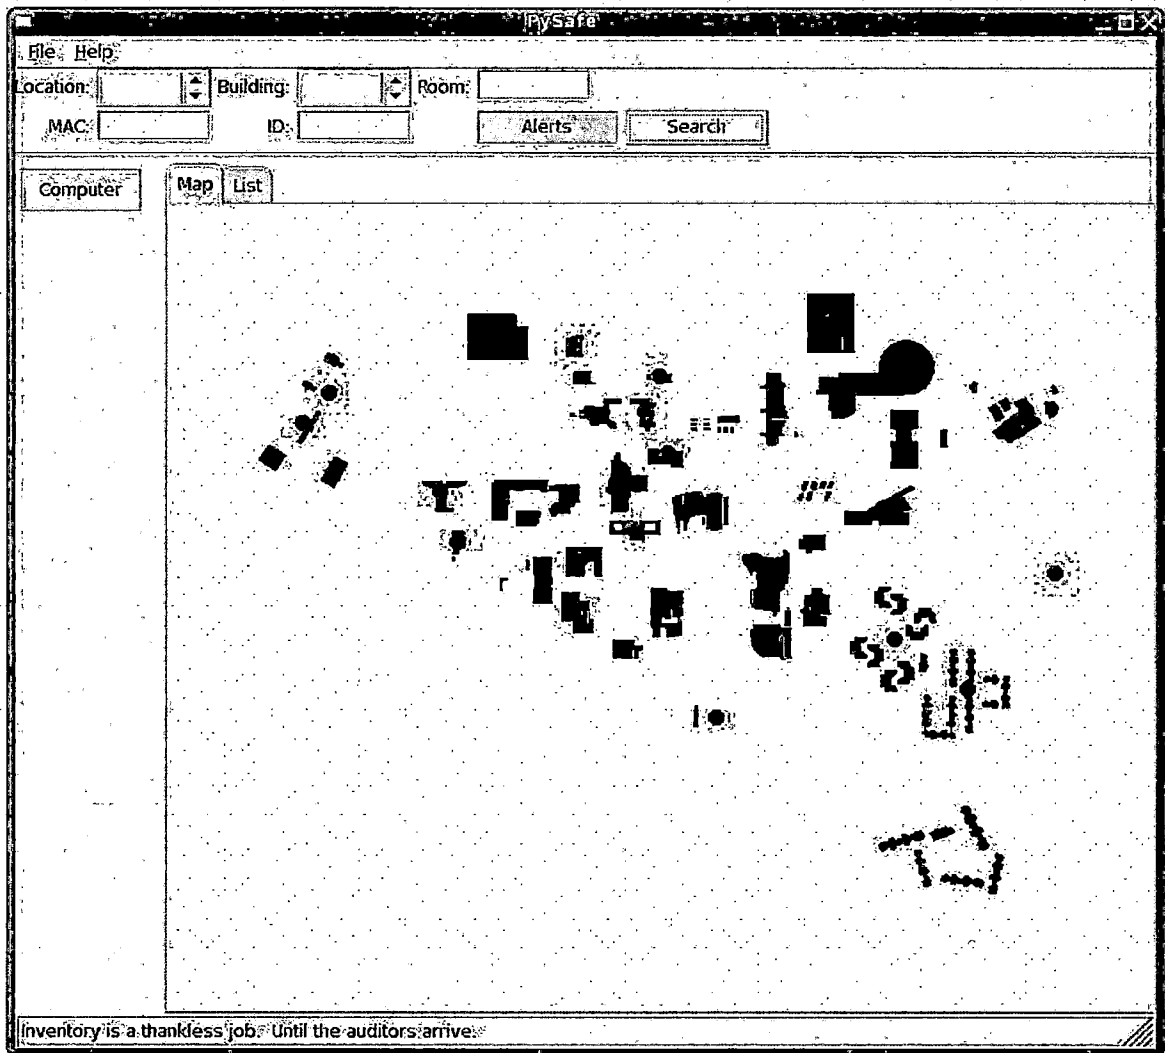 PySafe
File Help
Location: Building: Room:
MAC: ID: Alerts Search
Computer Map List
Inventory is a thankless job. Until the auditors arrive.